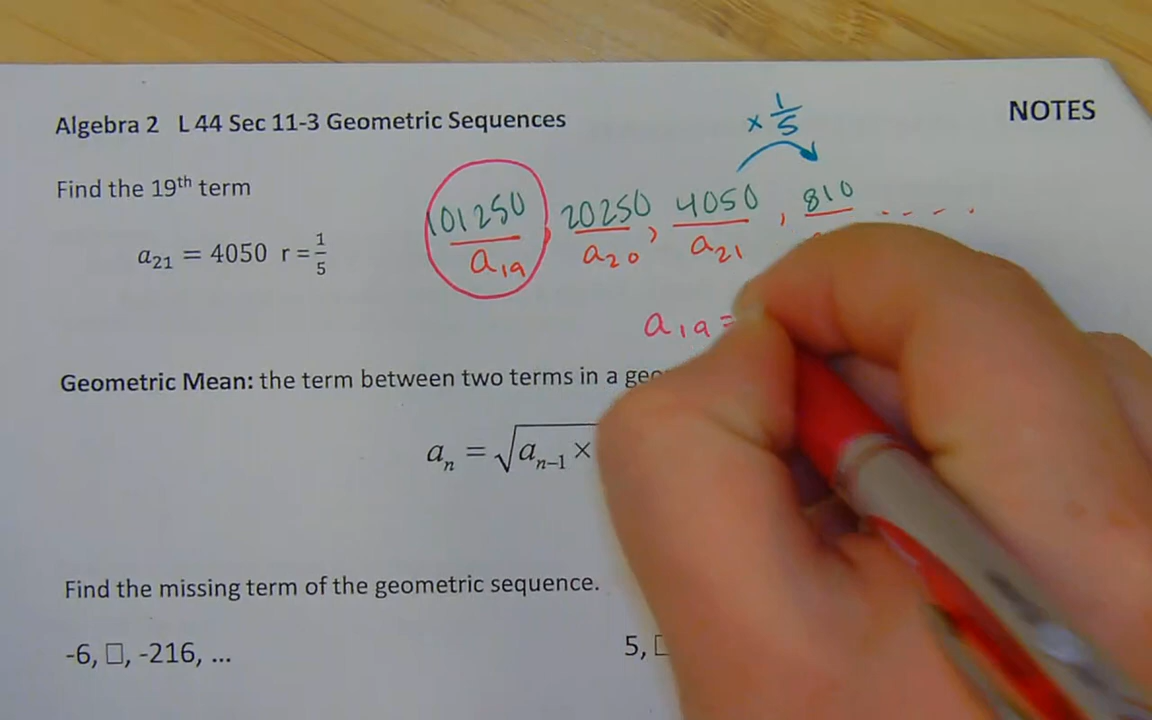 Algebra 2 L 44 Sec 11-3 Geometric Sequences NOTES
× 1/5
Find the 19th term
101250, 20250, 4050, 810 ....
a19 a20 a21
a21 = 4050 r = 1/5
a19 =
Geometric Mean: the term between two terms in a
an = √an−1 ×
Find the missing term of the geometric sequence.
-6, □, -216, ... 5, □